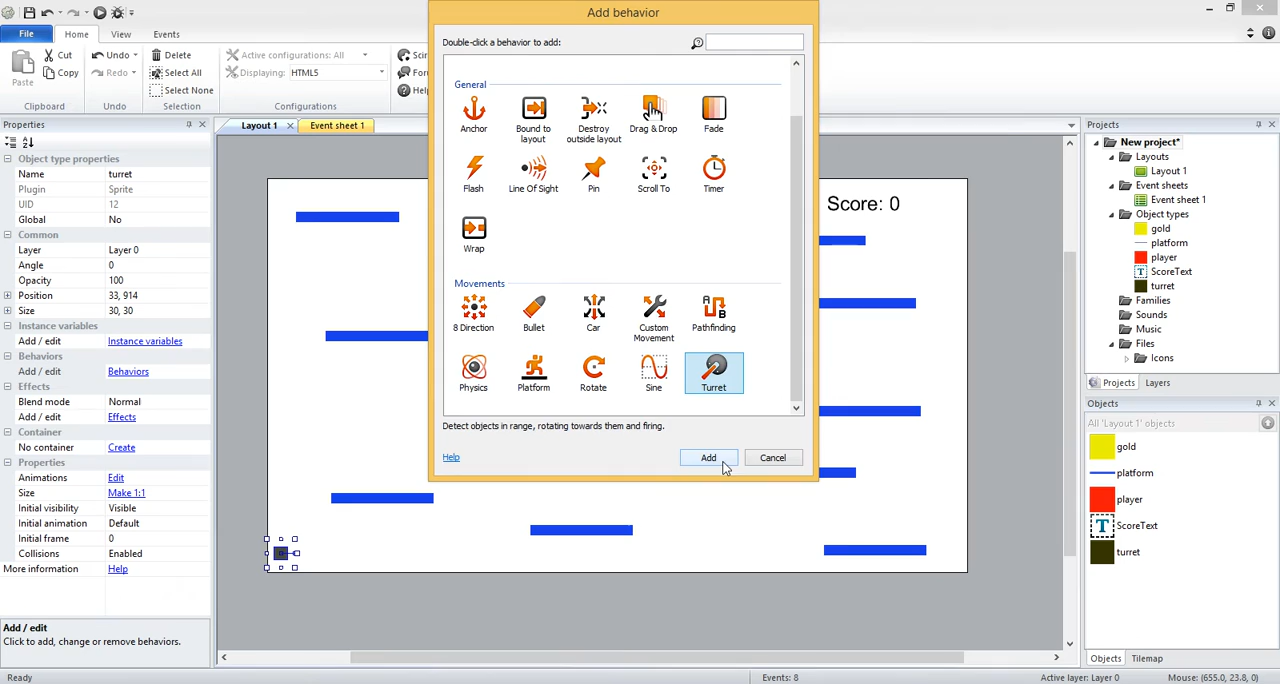 Add behavior
File
Home
View
Events
Paste
Cut
Copy
Clipboard
Undo
Redo
Undo
Delete
Select All
Select None
Selection
Active configurations: All
Displaying: HTML5
Configurations
Help
Double-click a behavior to add:
General
Anchor
Bound to layout
Destroy outside layout
Drag & Drop
Fade
Flash
Line Of Sight
Pin
Scroll To
Timer
Wrap
Movements
8 Direction
Bullet
Car
Custom Movement
Pathfinding
Physics
Platform
Rotate
Sine
Turret
Detect objects in range, rotating towards them and firing.
Help
Add
Cancel
Properties
Object type properties
Name turret
Plugin Sprite
UID 12
Global No
Common
Layer Layer 0
Angle 0
Opacity 100
Position 33, 914
Size 30, 30
Instance variables
Add / edit Instance variables
Behaviors
Add / edit Behaviors
Effects
Blend mode Normal
Add / edit Effects
Container
No container Create
Properties
Animations Edit
Size Make 1:1
Initial visibility Visible
Initial animation Default
Initial frame 0
Collisions Enabled
More information Help
Add / edit
Click to add, change or remove behaviors.
Layout 1
Event sheet 1
Score: 0
Projects
New project*
Layouts
Layout 1
Event sheets
Event sheet 1
Object types
gold
platform
player
ScoreText
turret
Families
Sounds
Music
Files
Icons
Projects
Layers
Objects
All 'Layout 1' objects
gold
platform
player
ScoreText
turret
Objects
Tilemap
Ready
Events: 8
Active layer: Layer 0
Mouse: (655.0, 23.8, 0)